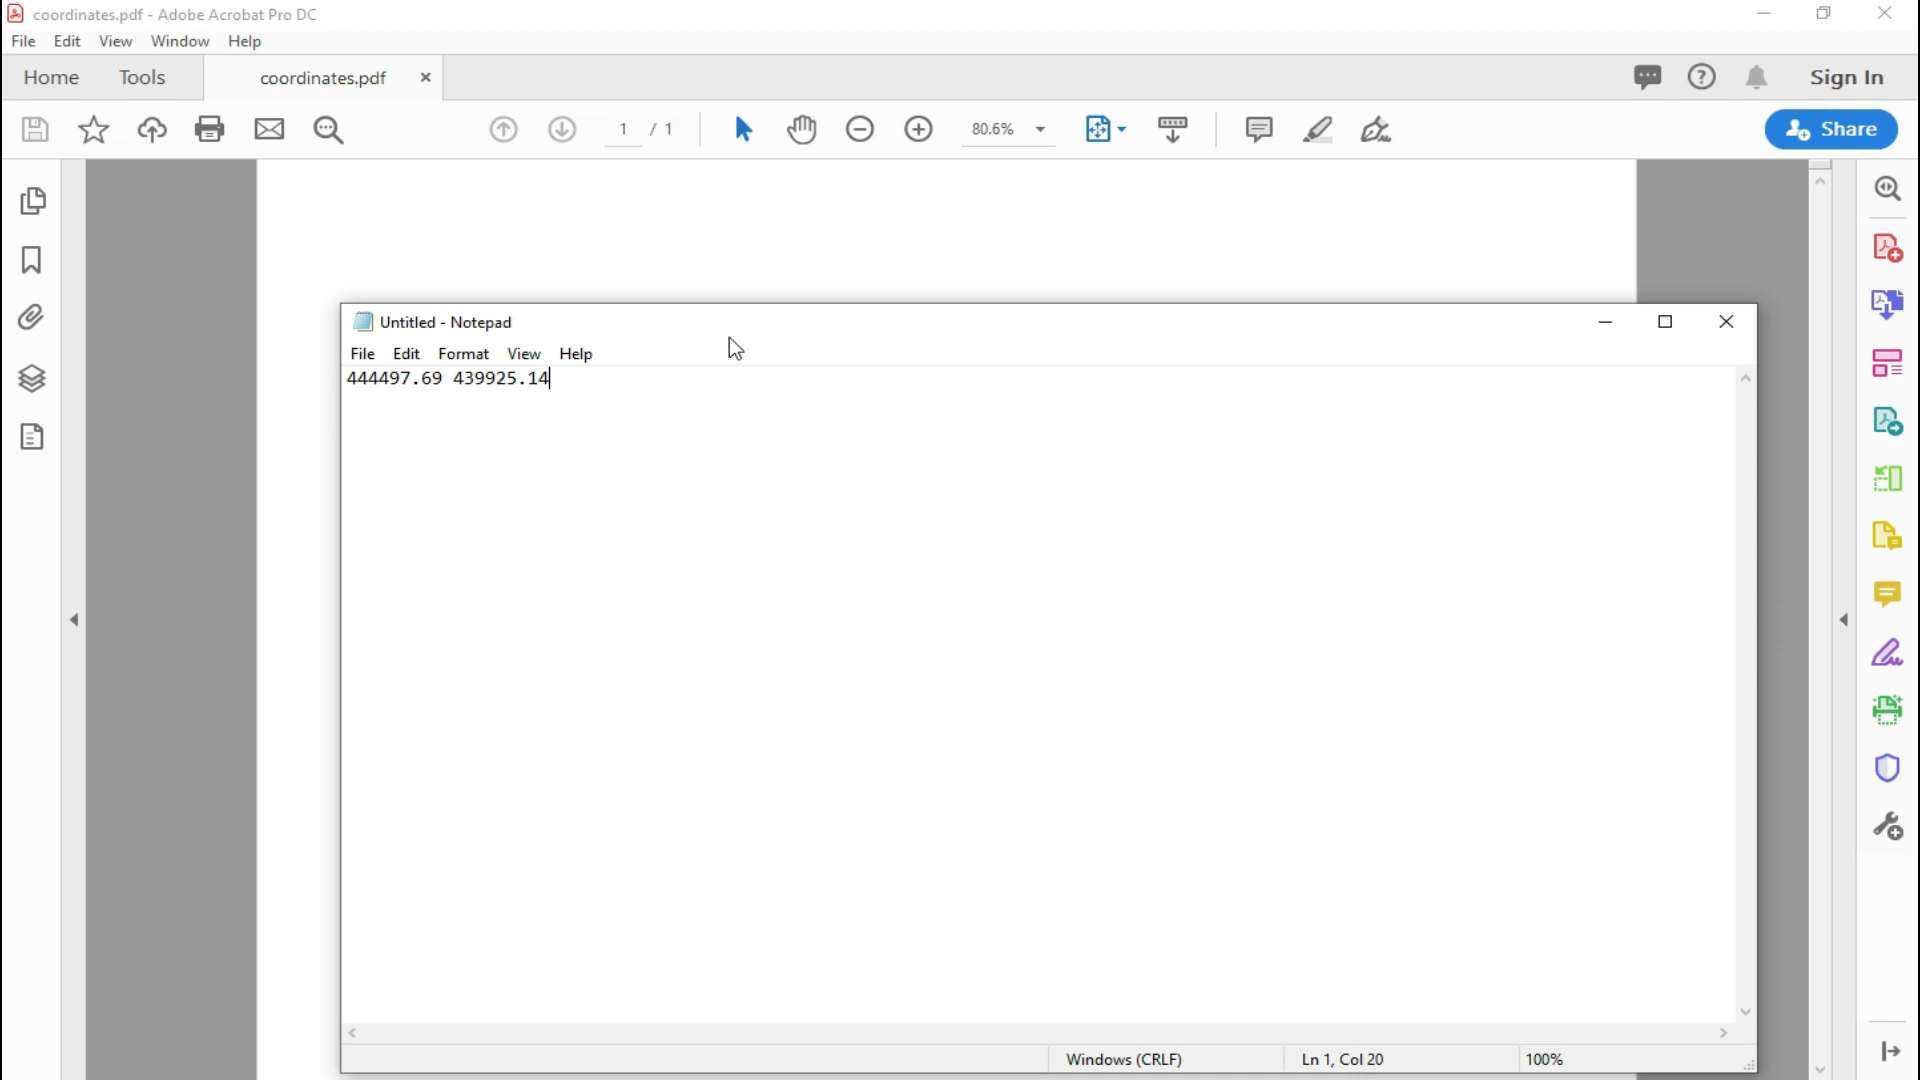 coordinates.pdf - Adobe Acrobat Pro DC
File Edit View Window Help
Home Tools coordinates.pdf Sign In
1 / 1 80.6% Share
Untitled - Notepad
File Edit Format View Help
444497.69 439925.14
Windows (CRLF) Ln 1, Col 20 100%